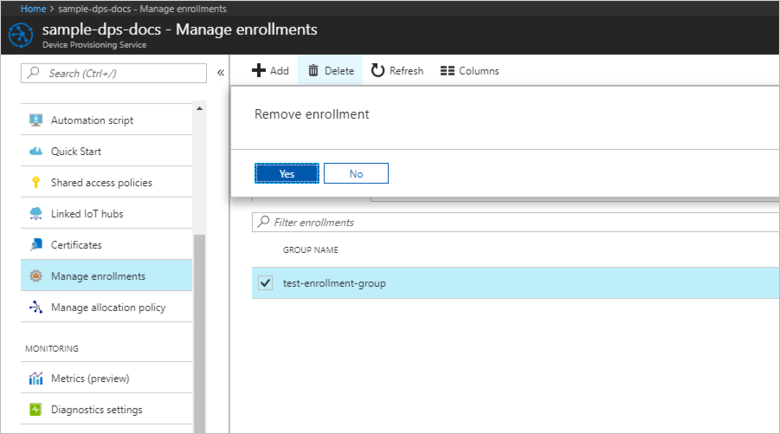 Home > sample-dps-docs - Manage enrollments
sample-dps-docs - Manage enrollments
Device Provisioning Service
Search (Ctrl+/)
«
Automation script
Quick Start
Shared access policies
Linked IoT hubs
Certificates
Manage enrollments
Manage allocation policy
MONITORING
Metrics (preview)
Diagnostics settings
Add Delete Refresh Columns
Remove enrollment
Yes No
Filter enrollments
GROUP NAME
test-enrollment-group